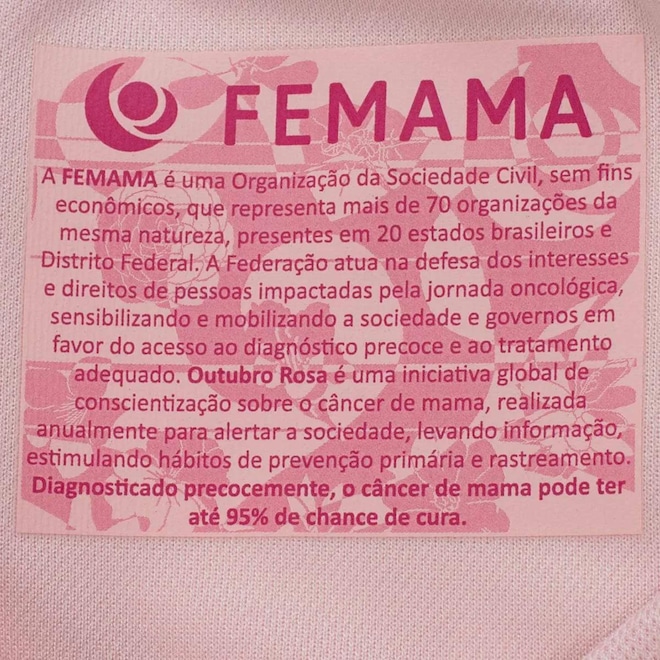 FEMAMA
A FEMAMA é uma Organização da Sociedade Civil, sem fins
econômicos, que representa mais de 70 organizações da
mesma natureza, presentes em 20 estados brasileiros e
Distrito Federal. A Federação atua na defesa dos interesses
e direitos de pessoas impactadas pela jornada oncológica,
sensibilizando e mobilizando a sociedade e governos em
favor do acesso ao diagnóstico precoce e ao tratamento
adequado. Outubro Rosa é uma iniciativa global de
conscientização sobre o câncer de mama, realizada
anualmente para alertar a sociedade, levando informação,
estimulando hábitos de prevenção primária e rastreamento.
Diagnosticado precocemente, o câncer de mama pode ter
até 95% de chance de cura.